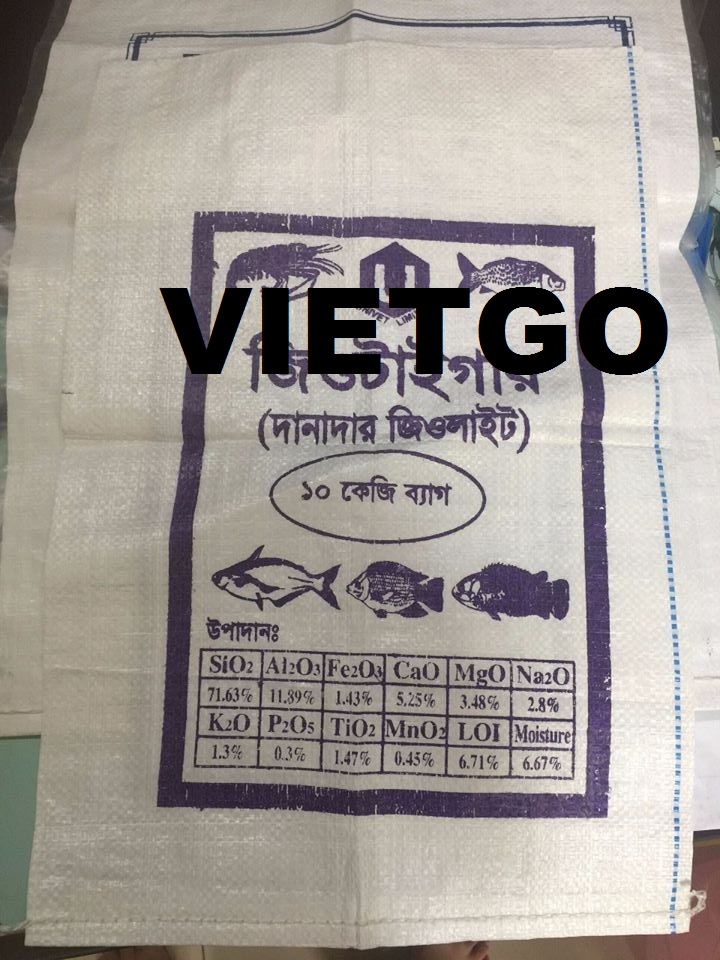 VIETGO
জিওটাইগার
(দানাদার জিওলাইট)
১০ কেজি ব্যাগ
উপাদানঃ
SiO2 Al2O3 Fe2O3 CaO MgO Na2O
71.63% 11.89% 1.43% 5.25% 3.48% 2.8%
K2O P2O5 TiO2 MnO2 LOI Moisture
1.3% 0.3% 1.47% 0.45% 6.71% 6.67%